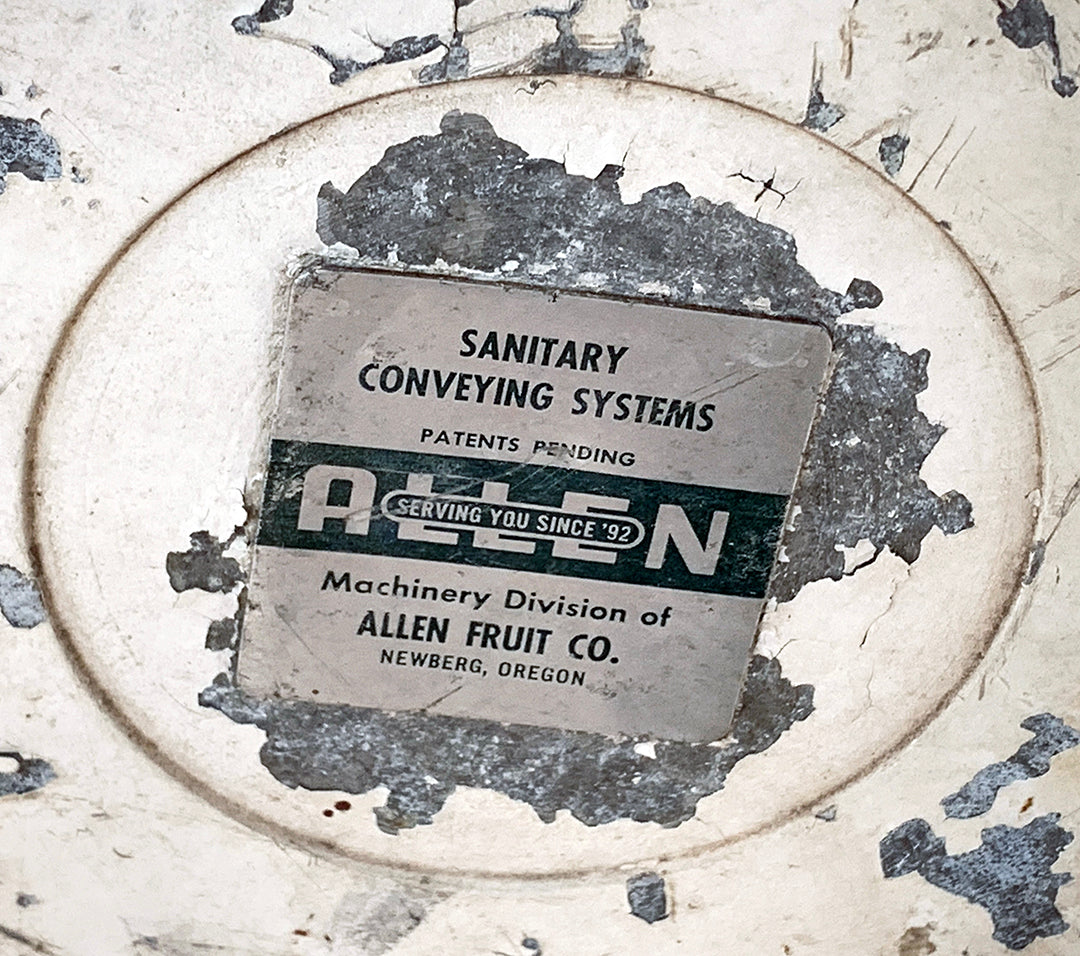 SANITARY
CONVEYING SYSTEMS
PATENTS PENDING
ALLEN
SERVING YOU SINCE '92
Machinery Division of
ALLEN FRUIT CO.
NEWBERG, OREGON